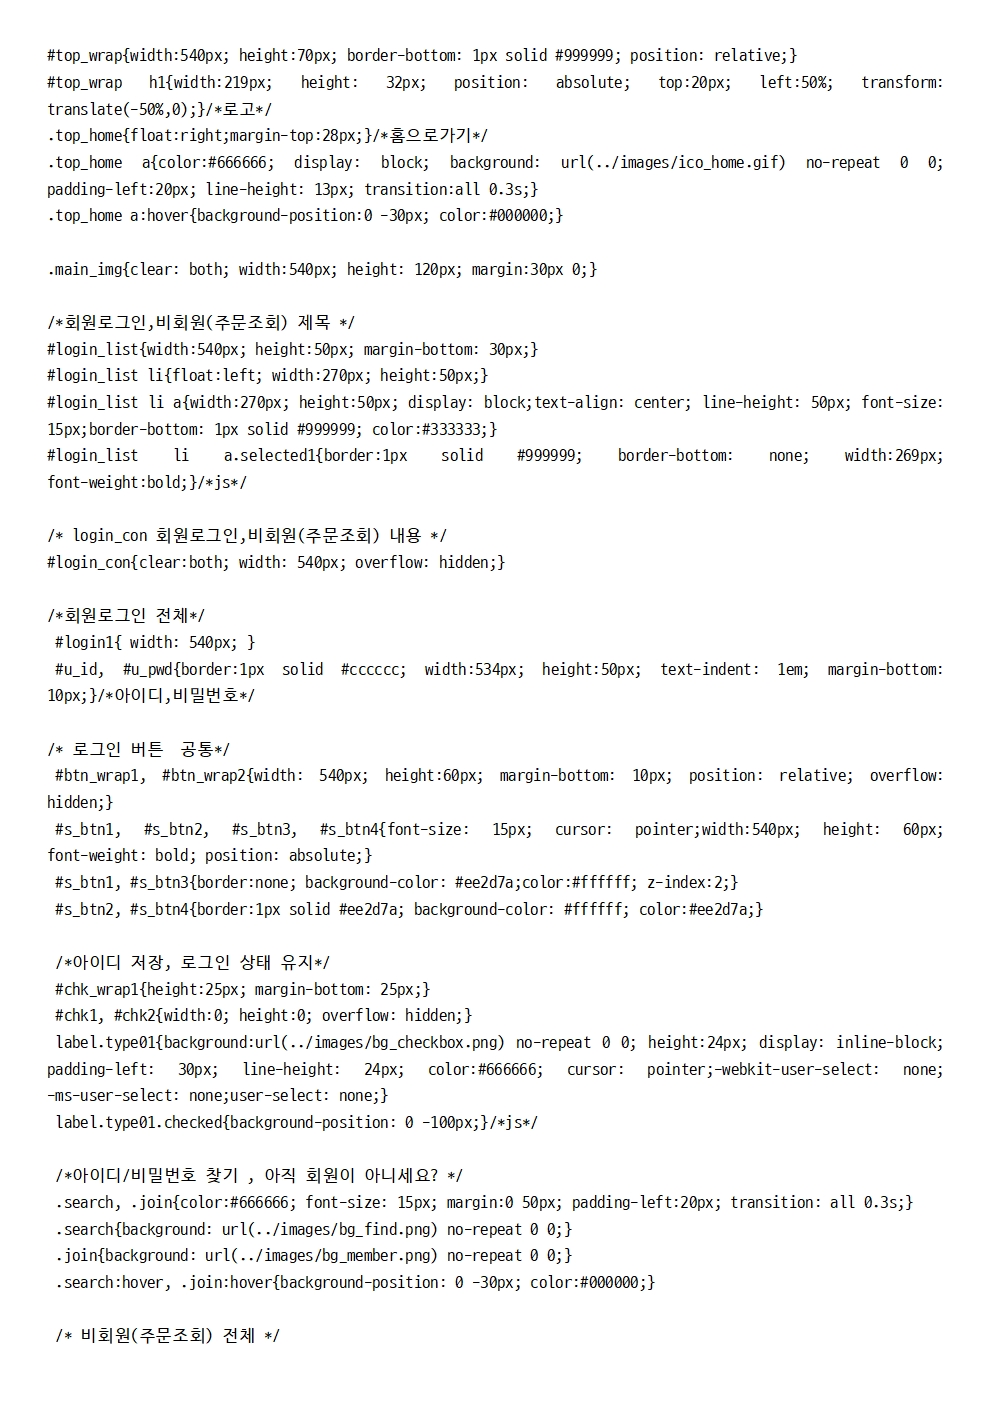 #top_wrap{width:540px; height:70px; border-bottom: 1px solid #999999; position: relative;}
#top_wrap h1{width:219px; height: 32px; position: absolute; top:20px; left:50%; transform:
translate(-50%,0);}/*로고*/
.top_home{float:right;margin-top:28px;}/*홈으로가기*/
.top_home a{color:#666666; display: block; background: url(../images/ico_home.gif) no-repeat 0 0;
padding-left:20px; line-height: 13px; transition:all 0.3s;}
.top_home a:hover{background-position:0 -30px; color:#000000;}

.main_img{clear: both; width:540px; height: 120px; margin:30px 0;}

/*회원로그인,비회원(주문조회) 제목 */
#login_list{width:540px; height:50px; margin-bottom: 30px;}
#login_list li{float:left; width:270px; height:50px;}
#login_list li a{width:270px; height:50px; display: block;text-align: center; line-height: 50px; font-size:
15px;border-bottom: 1px solid #999999; color:#333333;}
#login_list li a.selected1{border:1px solid #999999; border-bottom: none; width:269px;
font-weight:bold;}/*js*/

/* login_con 회원로그인,비회원(주문조회) 내용 */
#login_con{clear:both; width: 540px; overflow: hidden;}

/*회원로그인 전체*/
#login1{ width: 540px; }
#u_id, #u_pwd{border:1px solid #cccccc; width:534px; height:50px; text-indent: 1em; margin-bottom:
10px;}/*아이디,비밀번호*/

/* 로그인 버튼  공통*/
#btn_wrap1, #btn_wrap2{width: 540px; height:60px; margin-bottom: 10px; position: relative; overflow:
hidden;}
#s_btn1, #s_btn2, #s_btn3, #s_btn4{font-size: 15px; cursor: pointer;width:540px; height: 60px;
font-weight: bold; position: absolute;}
#s_btn1, #s_btn3{border:none; background-color: #ee2d7a;color:#ffffff; z-index:2;}
#s_btn2, #s_btn4{border:1px solid #ee2d7a; background-color: #ffffff; color:#ee2d7a;}

/*아이디 저장, 로그인 상태 유지*/
#chk_wrap1{height:25px; margin-bottom: 25px;}
#chk1, #chk2{width:0; height:0; overflow: hidden;}
label.type01{background:url(../images/bg_checkbox.png) no-repeat 0 0; height:24px; display: inline-block;
padding-left: 30px; line-height: 24px; color:#666666; cursor: pointer;-webkit-user-select: none;
-ms-user-select: none;user-select: none;}
label.type01.checked{background-position: 0 -100px;}/*js*/

/*아이디/비밀번호 찾기 , 아직 회원이 아니세요? */
.search, .join{color:#666666; font-size: 15px; margin:0 50px; padding-left:20px; transition: all 0.3s;}
.search{background: url(../images/bg_find.png) no-repeat 0 0;}
.join{background: url(../images/bg_member.png) no-repeat 0 0;}
.search:hover, .join:hover{background-position: 0 -30px; color:#000000;}

/* 비회원(주문조회) 전체 */